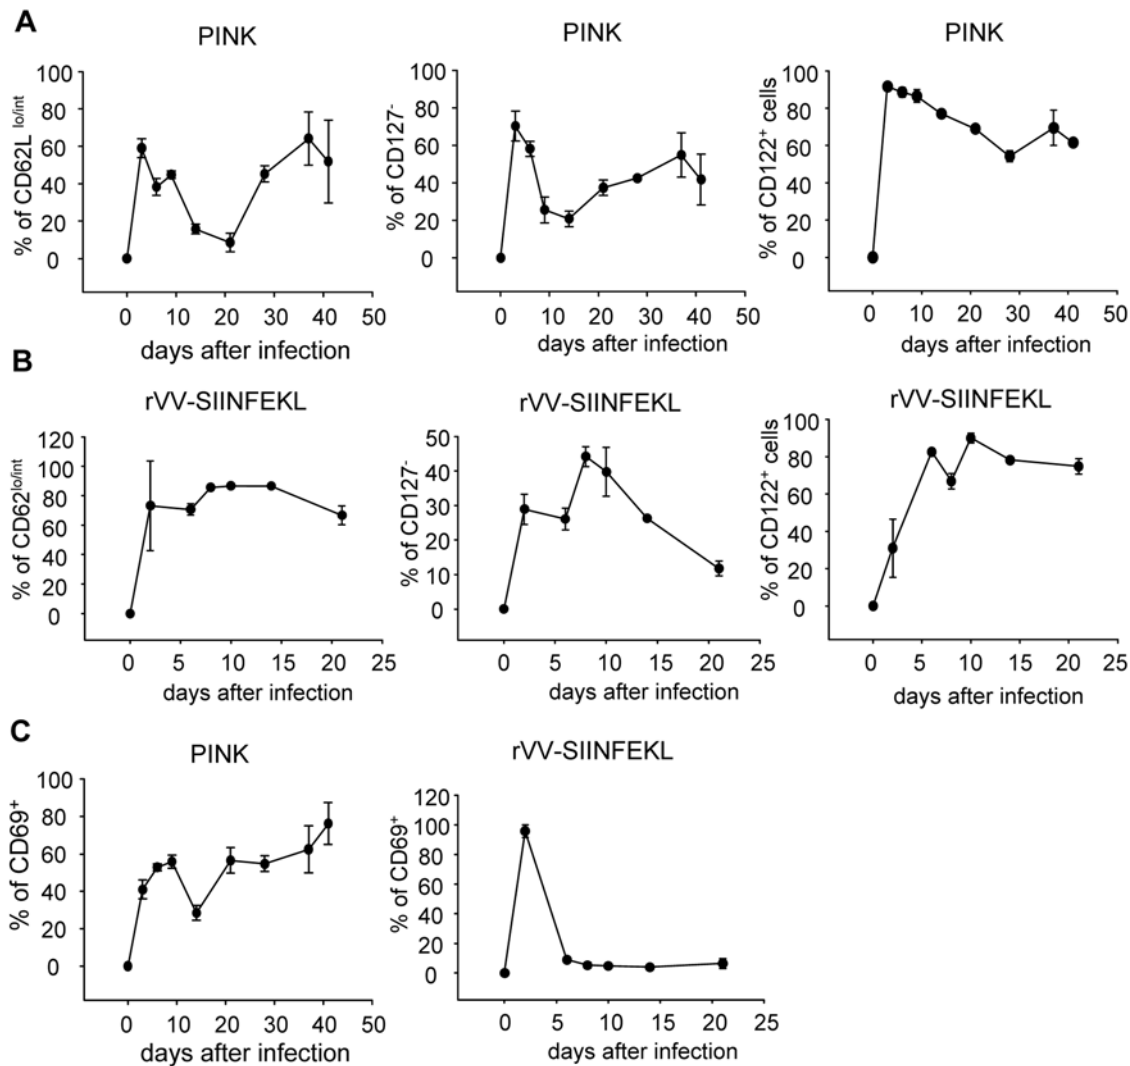 A
PINK
% of CD62L lo/int
100
80
60
40
20
0
0 10 20 30 40 50
days after infection
PINK
% of CD127-
100
80
60
40
20
0
0 10 20 30 40 50
days after infection
PINK
% of CD122+ cells
100
80
60
40
20
0
0 10 20 30 40 50
days after infection
B
rVV-SIINFEKL
% of CD62lo/int
120
100
80
60
40
20
0
0 5 10 15 20 25
days after infection
rVV-SIINFEKL
% of CD127-
50
40
30
20
10
0
0 5 10 15 20 25
days after infection
rVV-SIINFEKL
% of CD122+ cells
100
80
60
40
20
0
0 5 10 15 20 25
days after infection
C
PINK
% of CD69+
100
80
60
40
20
0
0 10 20 30 40 50
days after infection
rVV-SIINFEKL
% of CD69+
120
100
80
60
40
20
0
0 5 10 15 20 25
days after infection